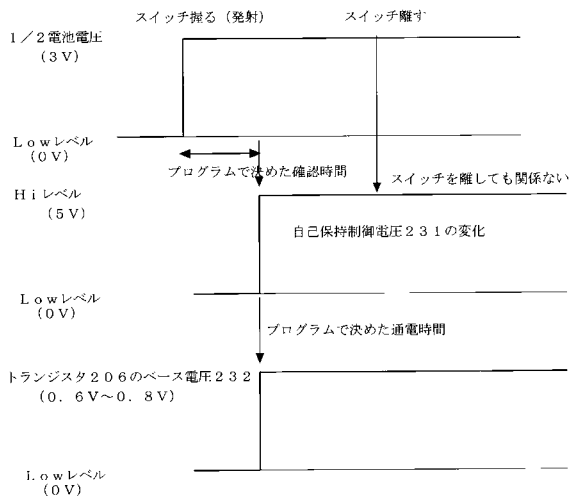 スイッチ握る（発射）
スイッチ離す
１／２電池電圧
（３Ｖ）
Ｌｏｗレベル
（０Ｖ）
プログラムで決めた確認時間
スイッチを離しても関係ない
Ｈｉレベル
（５Ｖ）
自己保持制御電圧２３１の変化
Ｌｏｗレベル
（０Ｖ）
プログラムで決めた通電時間
トランジスタ２０６のベース電圧２３２
（０．６Ｖ～０．８Ｖ）
Ｌｏｗレベル
（０Ｖ）